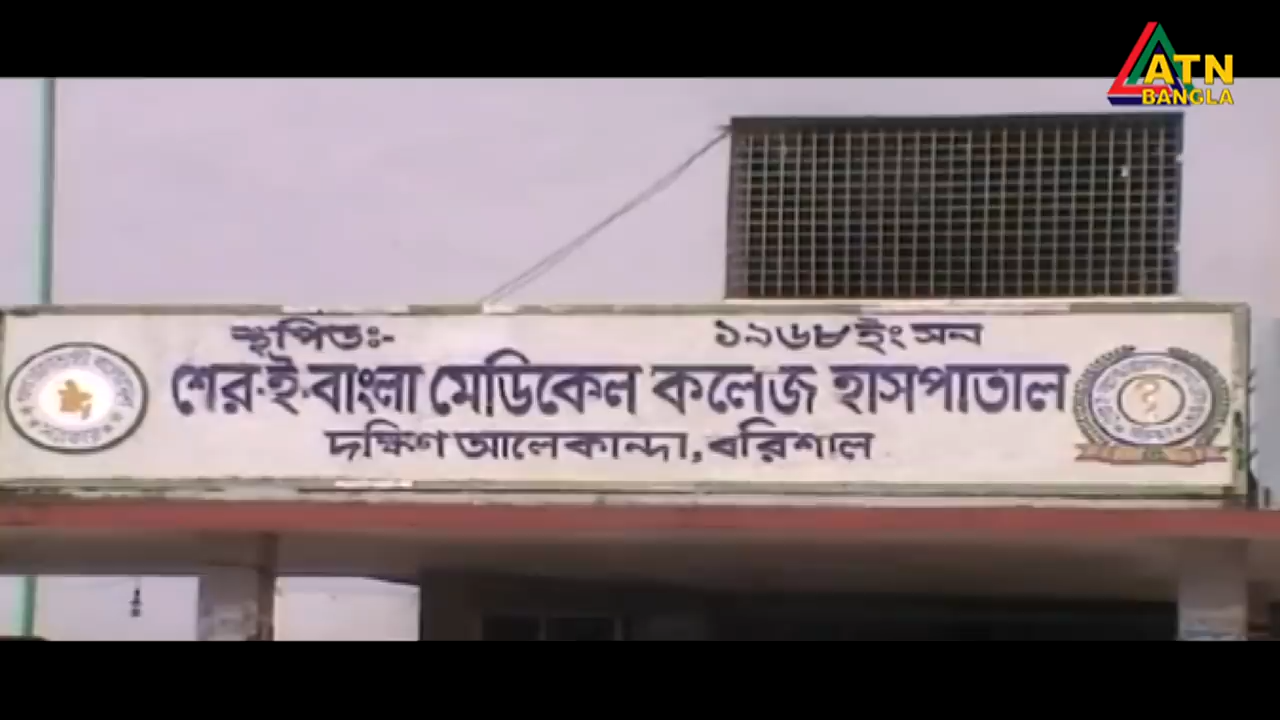 ATN
BANGLA
স্থাপিতঃ- ১৯৬৮ ইং সন
শের-ই-বাংলা মেডিকেল কলেজ হাসপাতাল
দক্ষিণ আলেকান্দা, বরিশাল